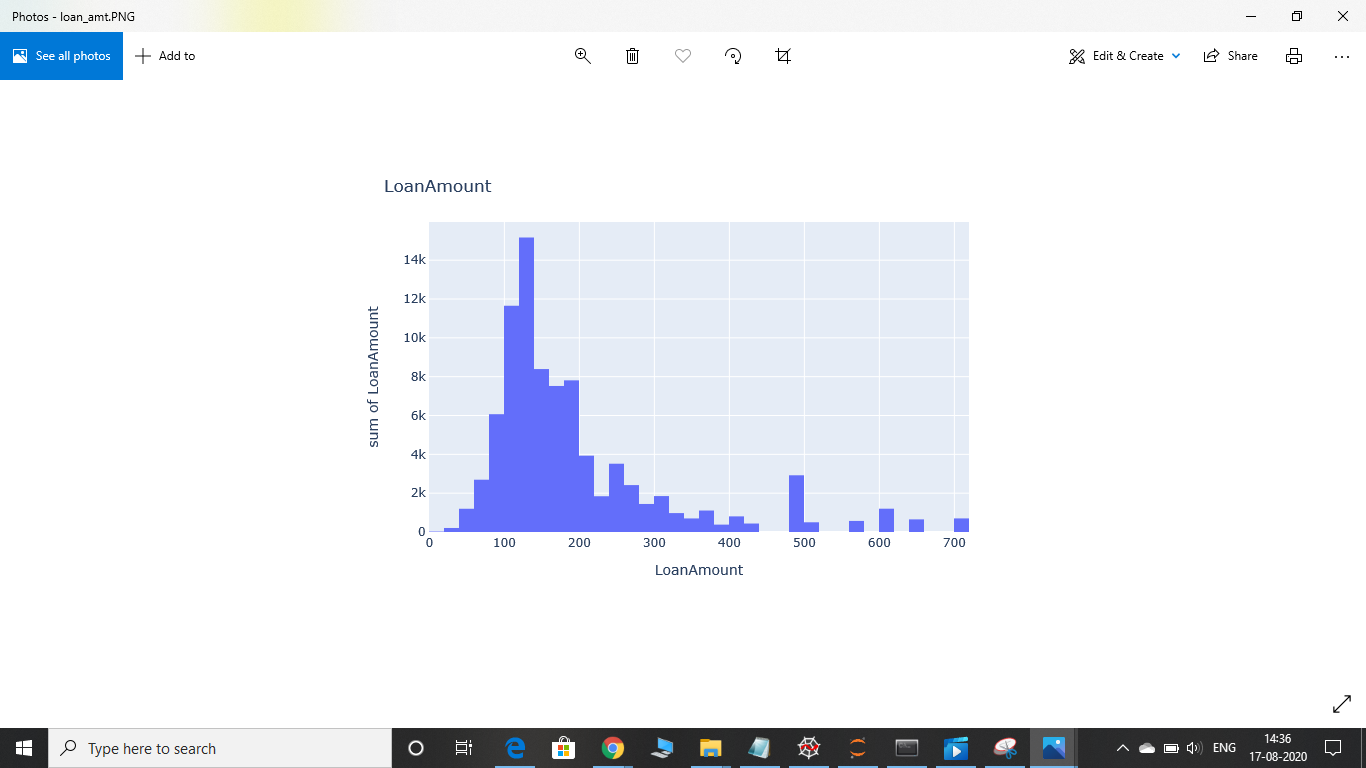 Photos - loan_amt.PNG
See all photos
Add to
Edit & Create
Share
LoanAmount
14k
12k
10k
8k
6k
4k
2k
0
sum of LoanAmount
0 100 200 300 400 500 600 700
LoanAmount
Type here to search
ENG
14:36
17-08-2020